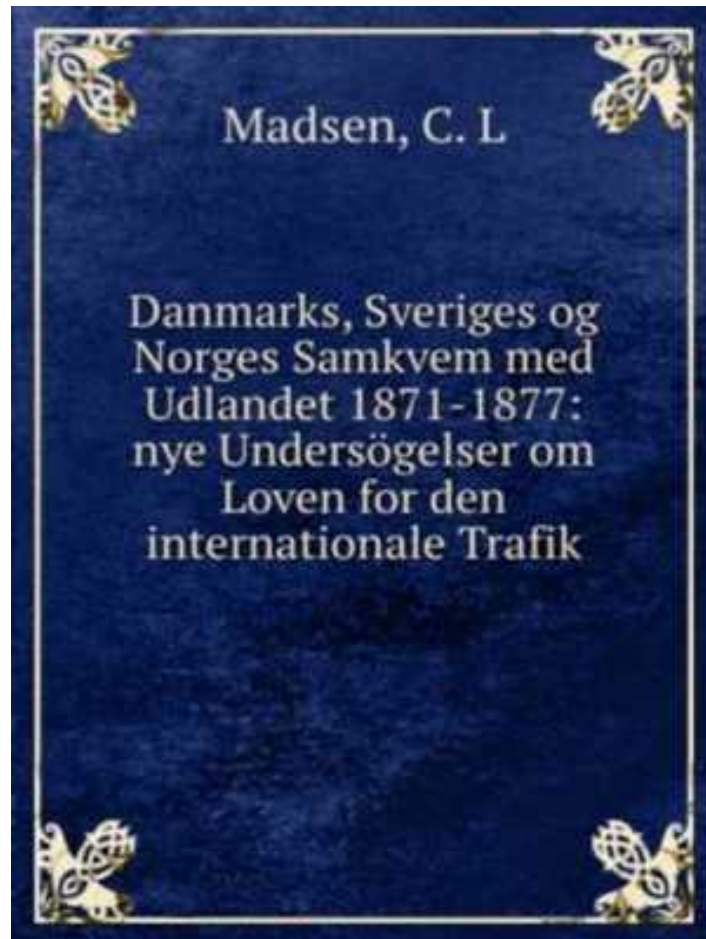 Madsen, C. L
Danmarks, Sveriges og
Norges Samkvem med
Udlandet 1871-1877:
nye Undersögelser om
Loven for den
internationale Trafik